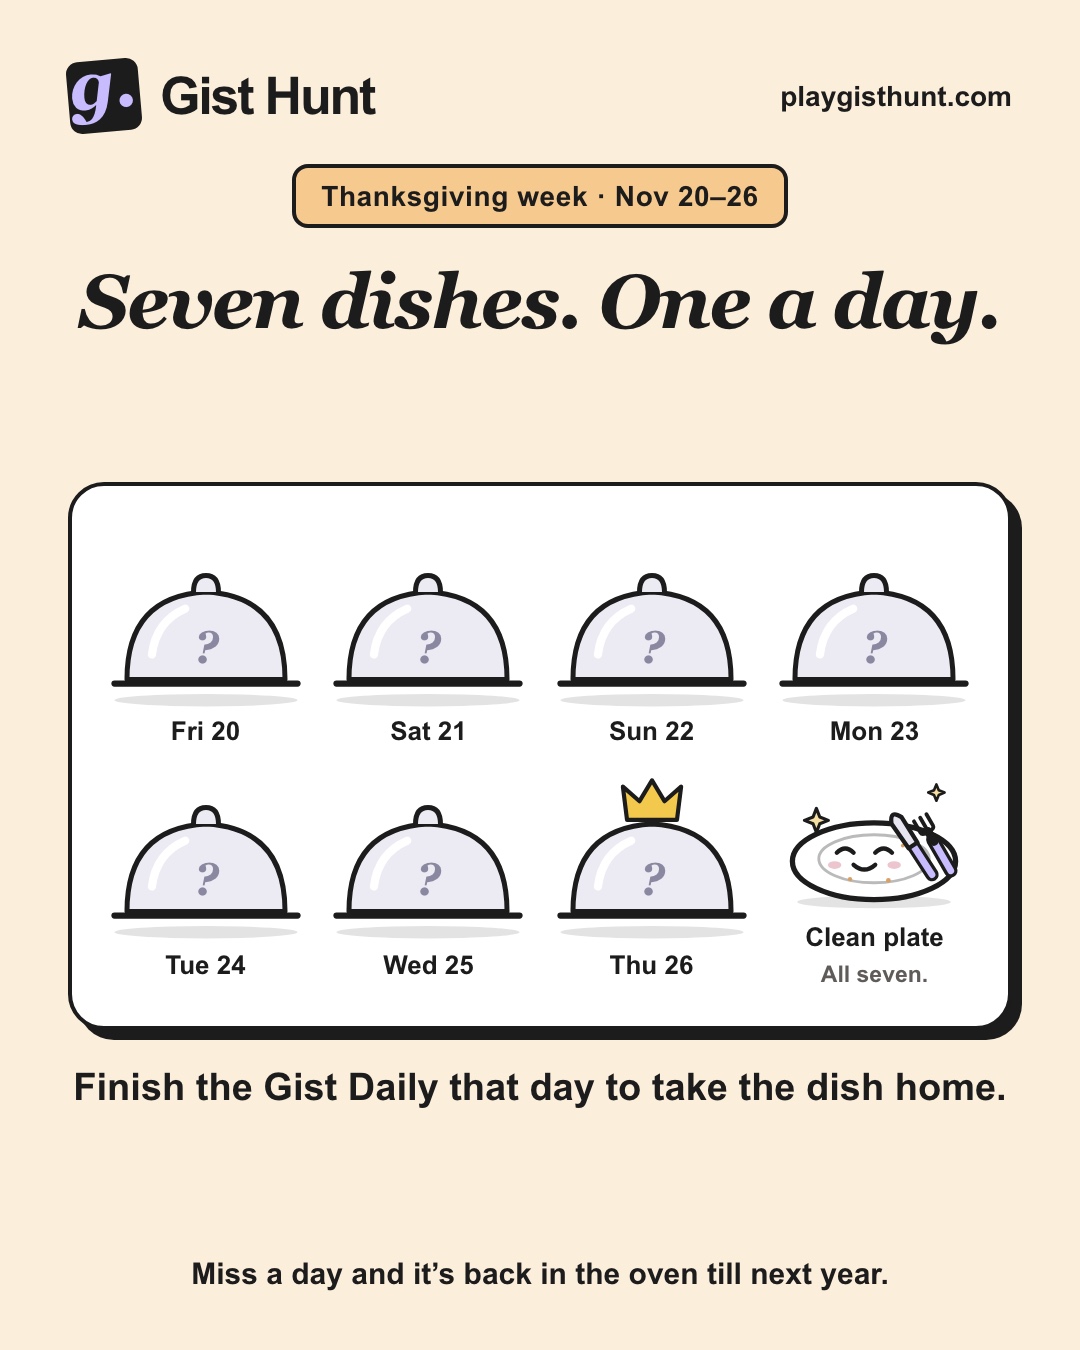 g. Gist Hunt
playgisthunt.com
Thanksgiving week · Nov 20–26
Seven dishes. One a day.
? ? ? ?
Fri 20 Sat 21 Sun 22 Mon 23
? ? ?
Tue 24 Wed 25 Thu 26 Clean plate
All seven.
Finish the Gist Daily that day to take the dish home.
Miss a day and it’s back in the oven till next year.